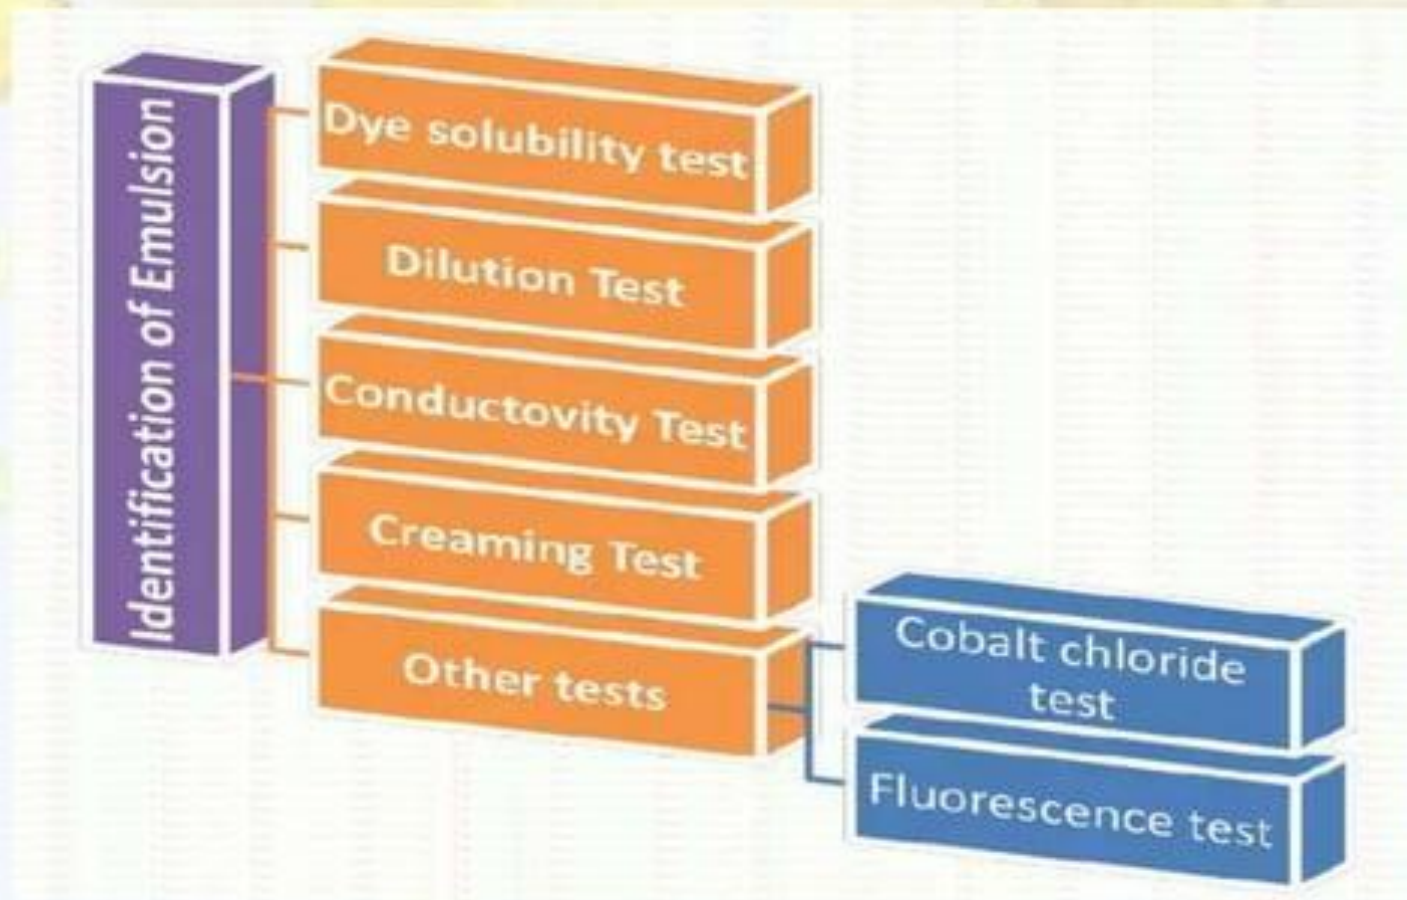 Identification of Emulsion
Dye solubility test
Dilution Test
Conductovity Test
Creaming Test
Other tests
Cobalt chloride
test
Fluorescence test